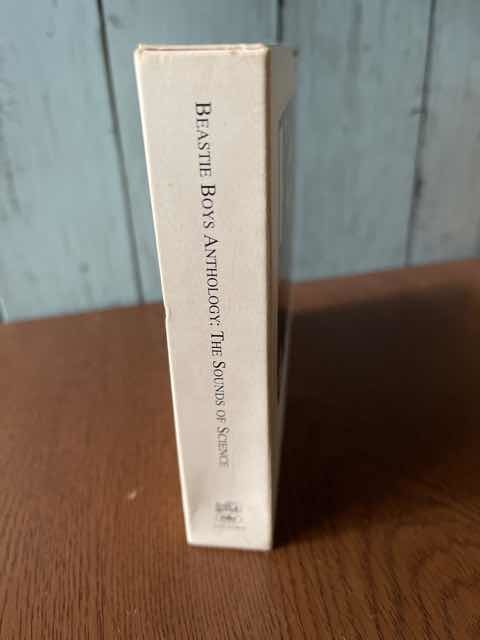 BEASTIE BOYS ANTHOLOGY: THE SOUNDS OF SCIENCE